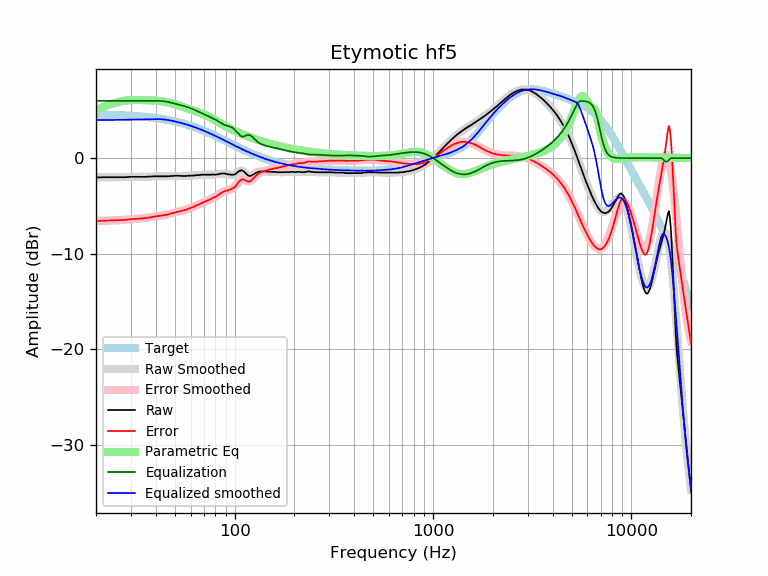 Etymotic hf5
Amplitude (dBr)
0
−10
−20
−30
Target
Raw Smoothed
Error Smoothed
Raw
Error
Parametric Eq
Equalization
Equalized smoothed
100
1000
10000
Frequency (Hz)